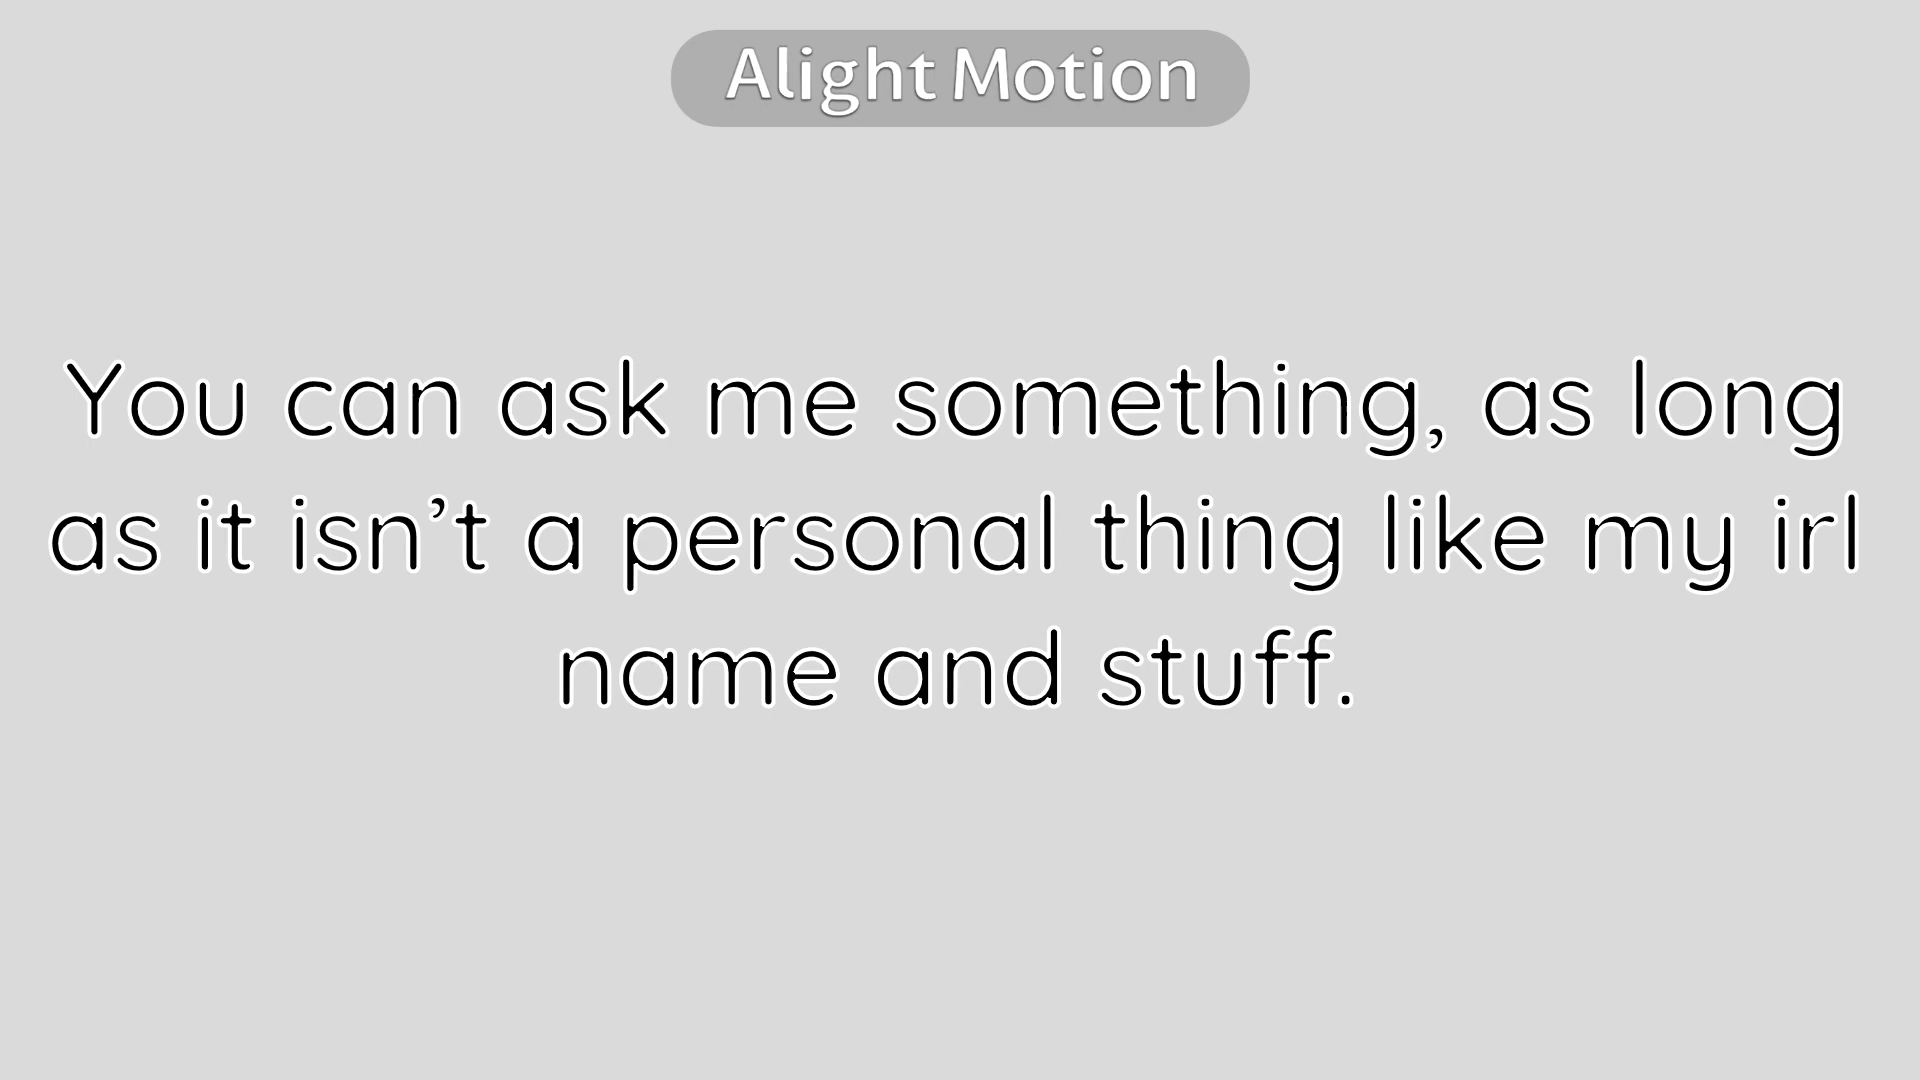 Alight Motion
You can ask me something, as long
as it isn’t a personal thing like my irl
name and stuff.